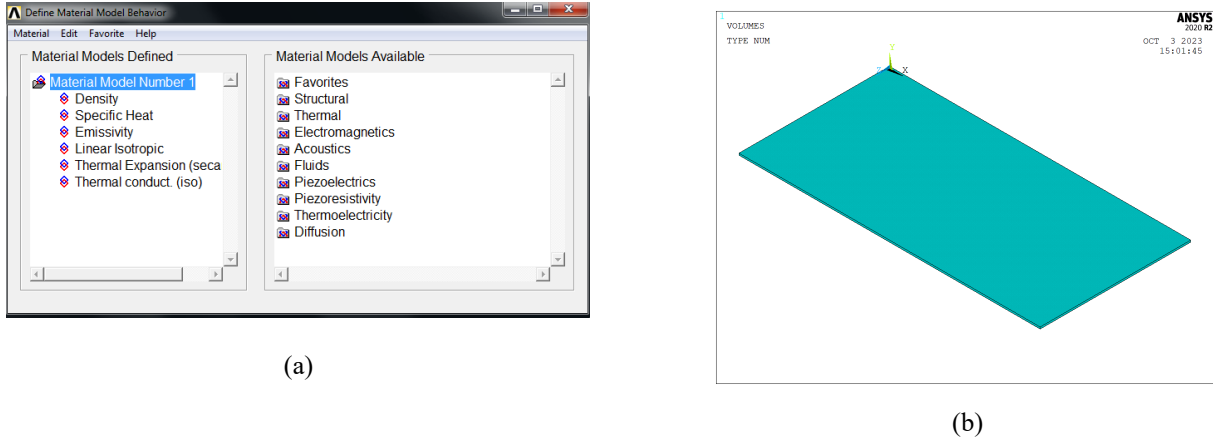 Define Material Model Behavior
Material Edit Favorite Help
Material Models Defined
Material Model Number 1
Density
Specific Heat
Emissivity
Linear Isotropic
Thermal Expansion (seca
Thermal conduct. (iso)
Material Models Available
Favorites
Structural
Thermal
Electromagnetics
Acoustics
Fluids
Piezoelectrics
Piezoresistivity
Thermoelectricity
Diffusion
(a)
1
VOLUMES
TYPE NUM
ANSYS
2020 R2
OCT 3 2023
15:01:45
Y
Z X
(b)